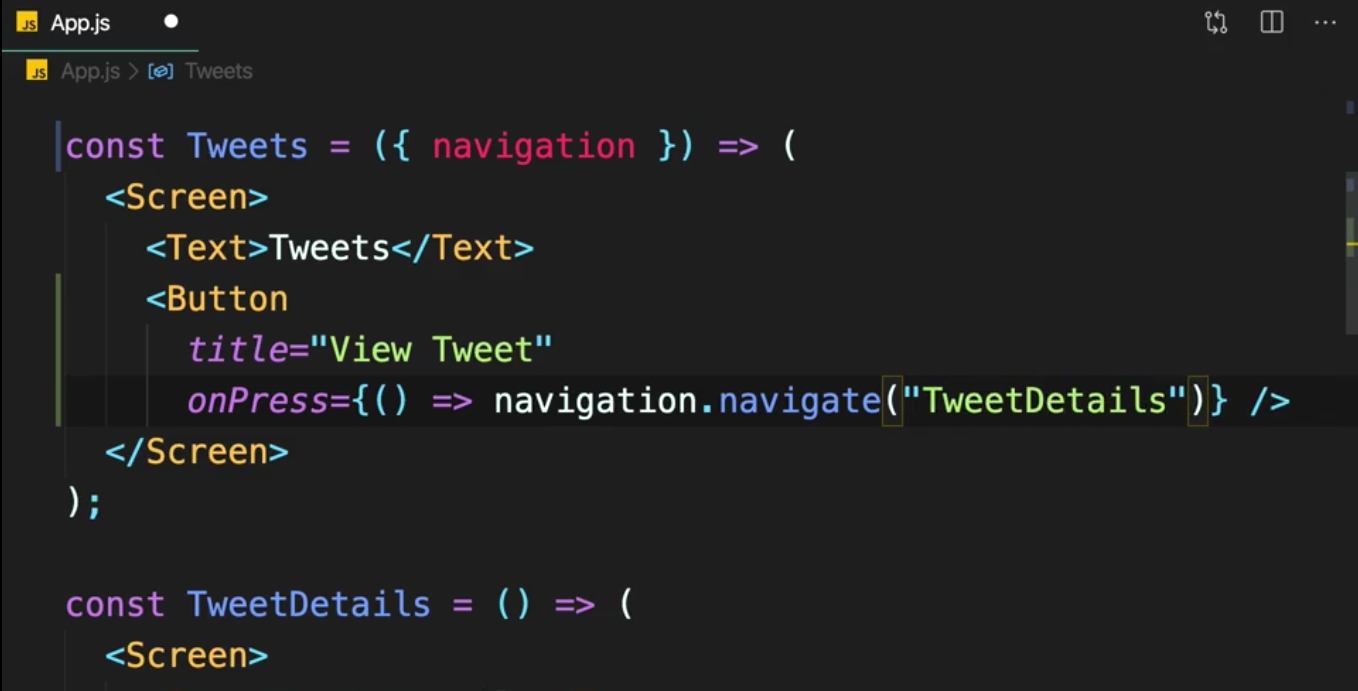 JS App.js
JS App.js > Tweets
const Tweets = ({ navigation }) => (
  <Screen>
    <Text>Tweets</Text>
    <Button
      title="View Tweet"
      onPress={() => navigation.navigate("TweetDetails")} />
  </Screen>
);

const TweetDetails = () => (
  <Screen>